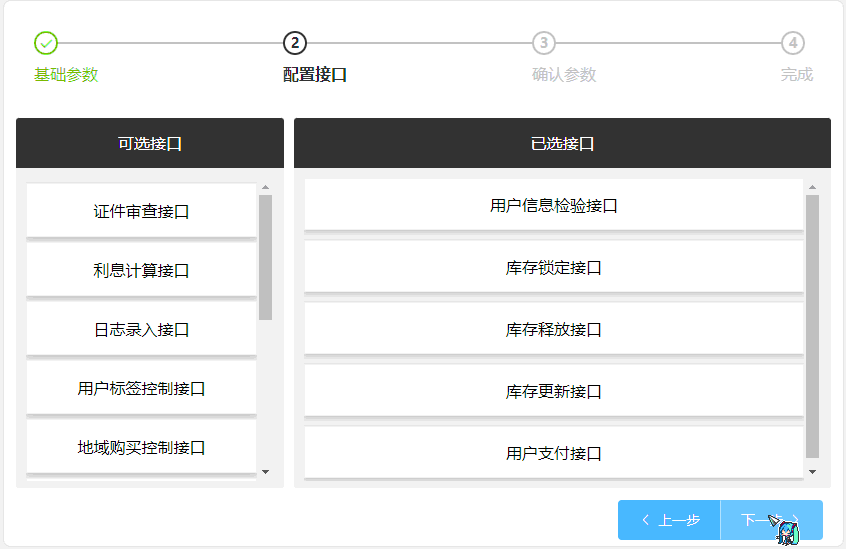 2
3
4
基础参数
配置接口
确认参数
完成
可选接口
已选接口
证件审查接口
利息计算接口
日志录入接口
用户标签控制接口
地域购买控制接口
用户信息检验接口
库存锁定接口
库存释放接口
库存更新接口
用户支付接口
上一步
下一步